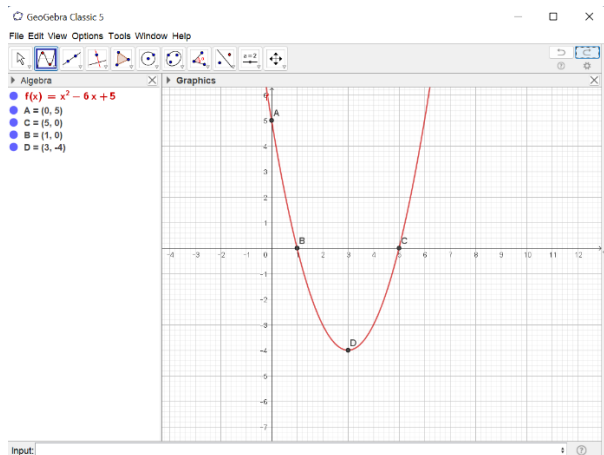 GeoGebra Classic 5
File Edit View Options Tools Window Help
a=2
Algebra
Graphics
f(x) = x² – 6 x + 5
A = (0, 5)
C = (5, 0)
B = (1, 0)
D = (3, -4)
6
A
5
4
3
2
1
B
C
-4 -3 -2 -1 0 1 2 3 4 5 6 7 8 9 10 11 12
-1
-2
-3
D
-4
-5
-6
-7
Input: